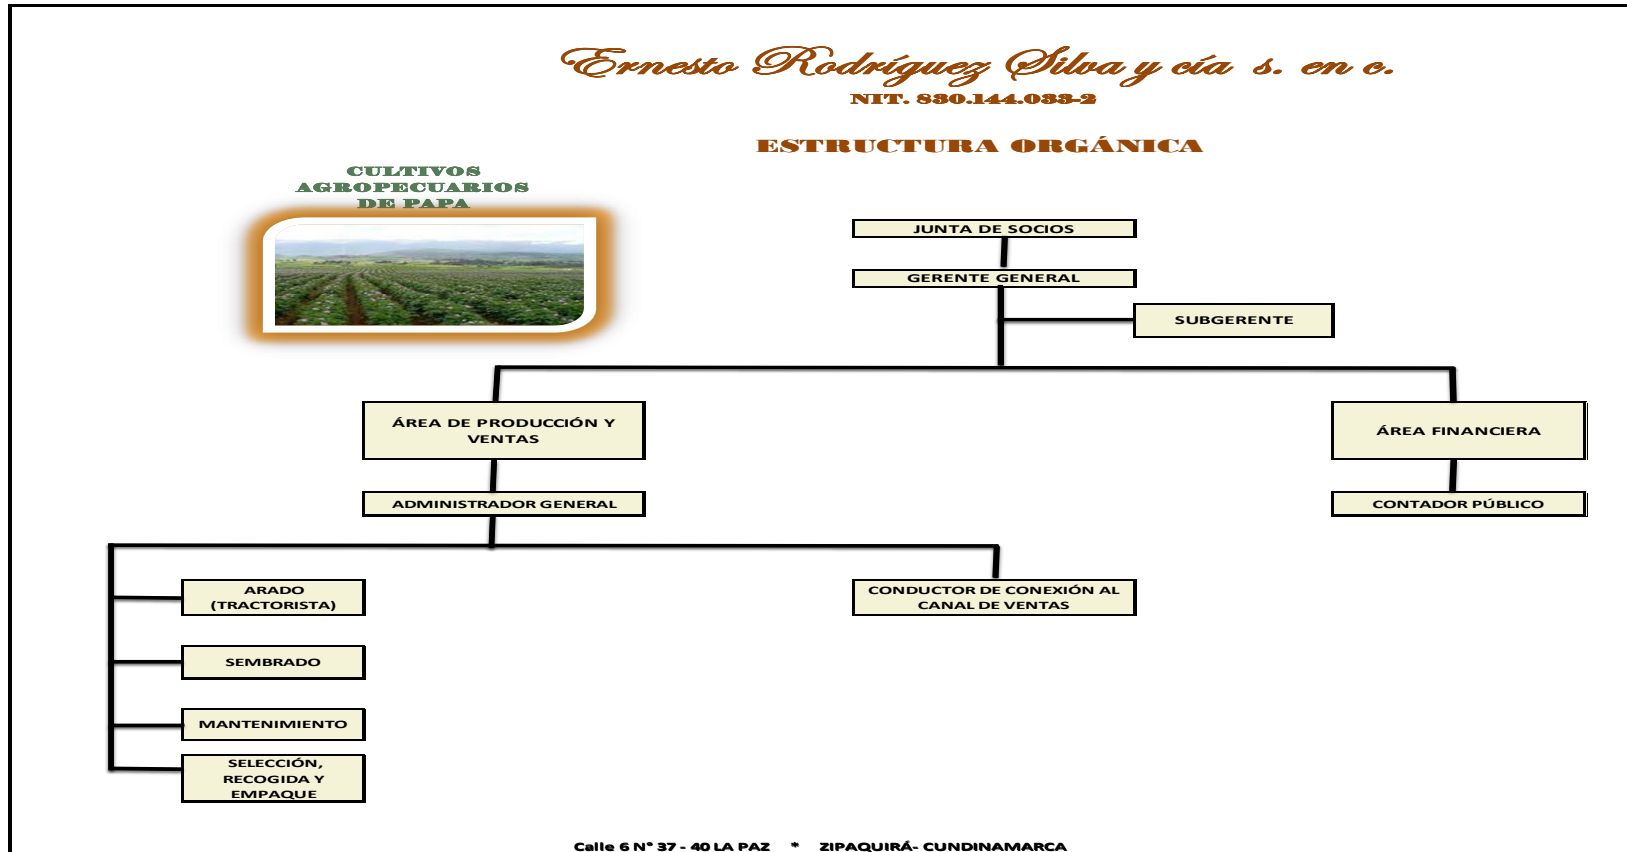 Ernesto Rodríguez Silva y cía s. en c.
NIT. 830.144.033-2
ESTRUCTURA ORGÁNICA
CULTIVOS
AGROPECUARIOS
DE PAPA
JUNTA DE SOCIOS
GERENTE GENERAL
SUBGERENTE
ÁREA DE PRODUCCIÓN Y
VENTAS
ÁREA FINANCIERA
ADMINISTRADOR GENERAL
CONTADOR PÚBLICO
ARADO
(TRACTORISTA)
CONDUCTOR DE CONEXIÓN AL
CANAL DE VENTAS
SEMBRADO
MANTENIMIENTO
SELECCIÓN,
RECOGIDA Y
EMPAQUE
Calle 6 N° 37 - 40 LA PAZ * ZIPAQUIRÁ- CUNDINAMARCA